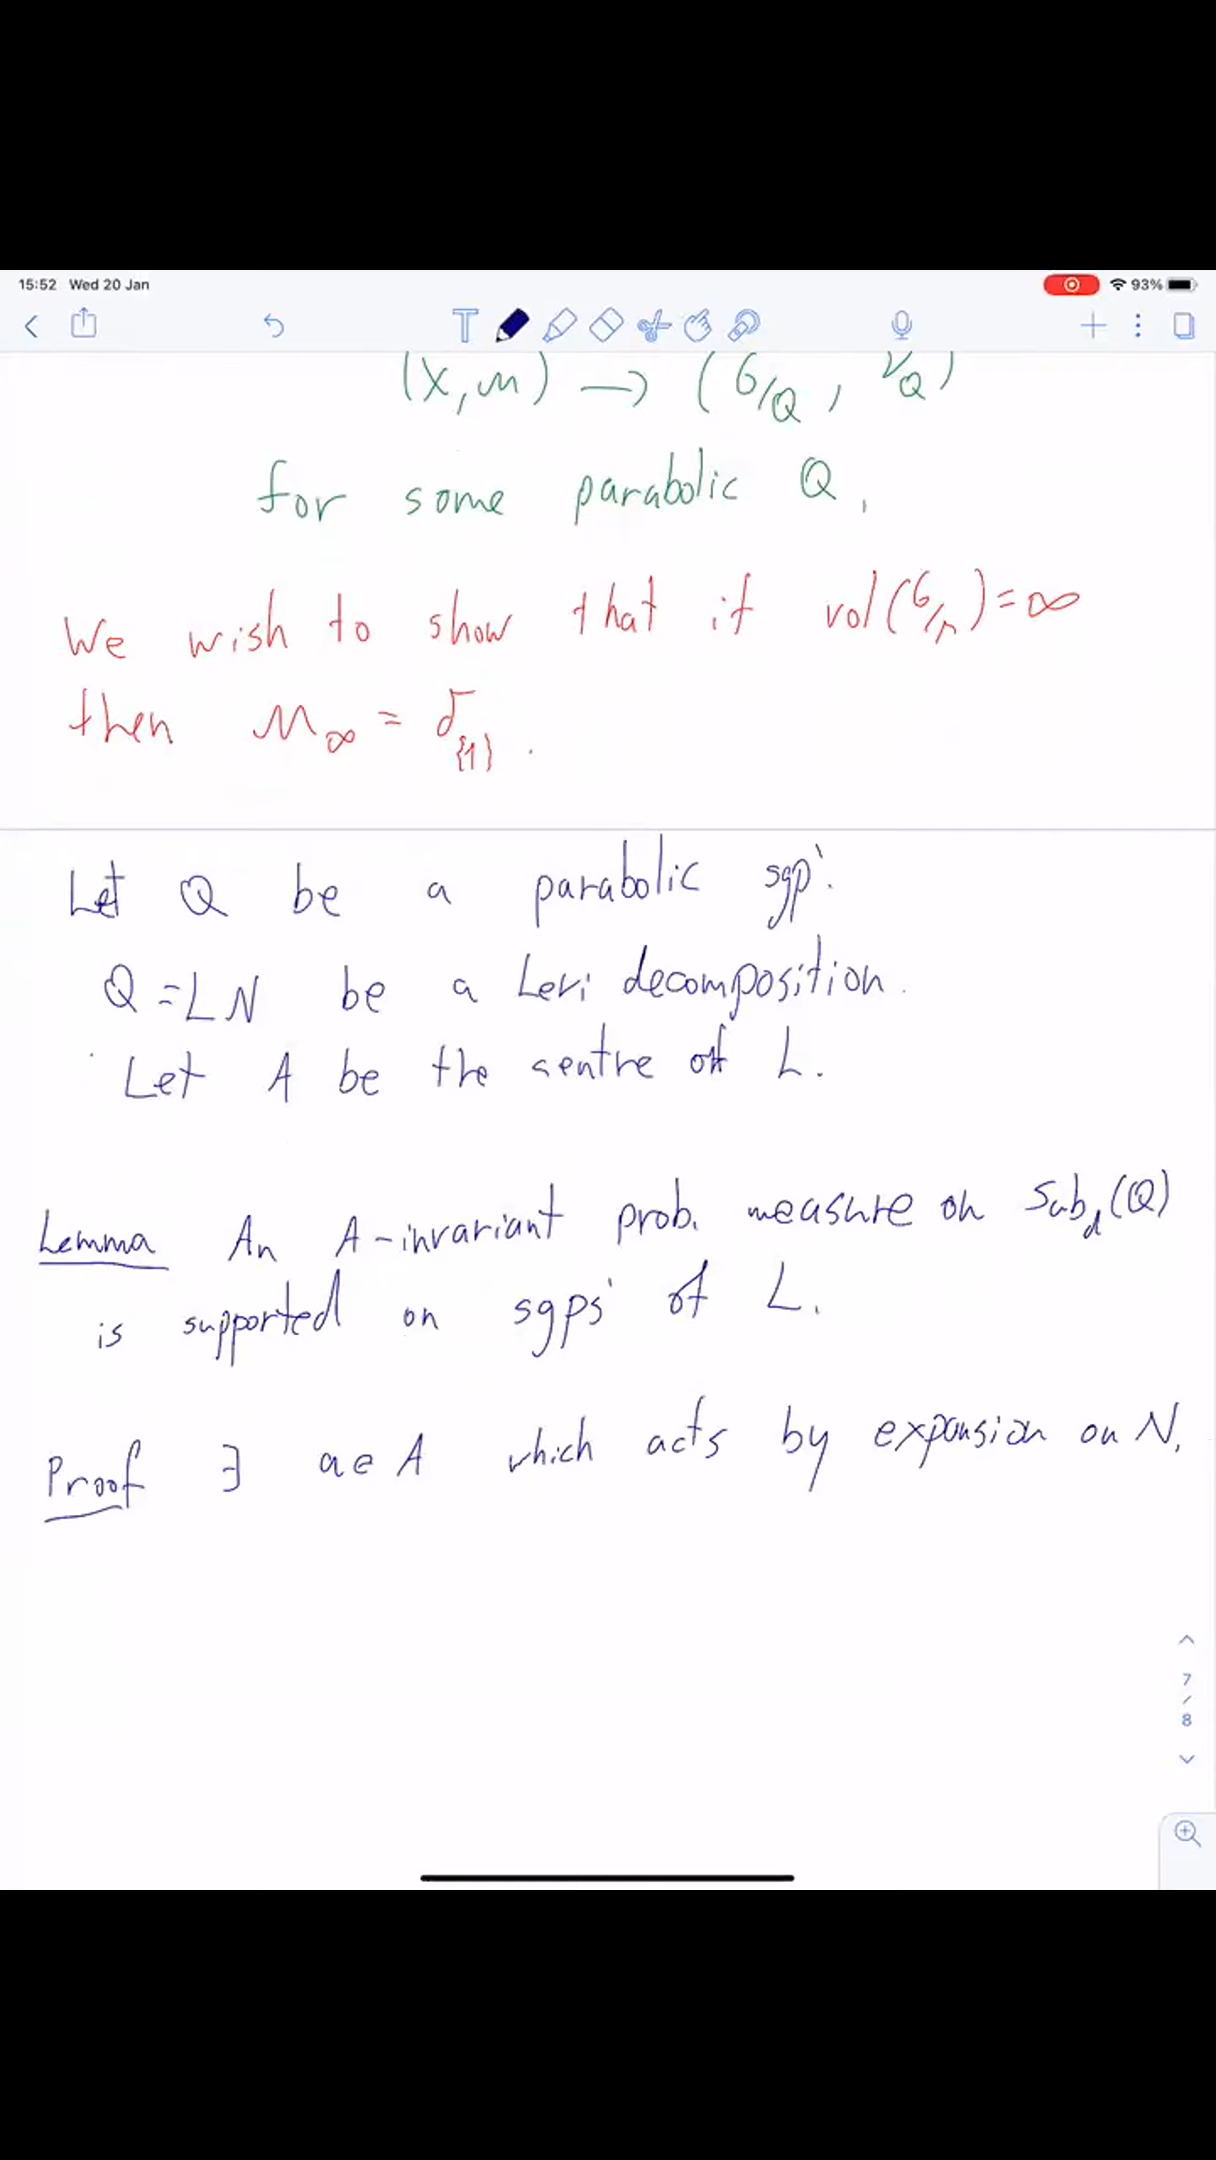 15:52 Wed 20 Jan
93%
(X, μ) → (G/Q, ν_Q)
for some parabolic Q.
We wish to show that if vol(G/Γ)=∞
then μ_∞ = δ_{1}.
Let Q be a parabolic sgp'.
Q = LN be a Levi decomposition.
Let A be the centre of L.
Lemma An A-invariant prob. measure on Sub_d(Q)
is supported on sgps' of L.
Proof ∃ a∈A which acts by expansion on N.
7
/
8